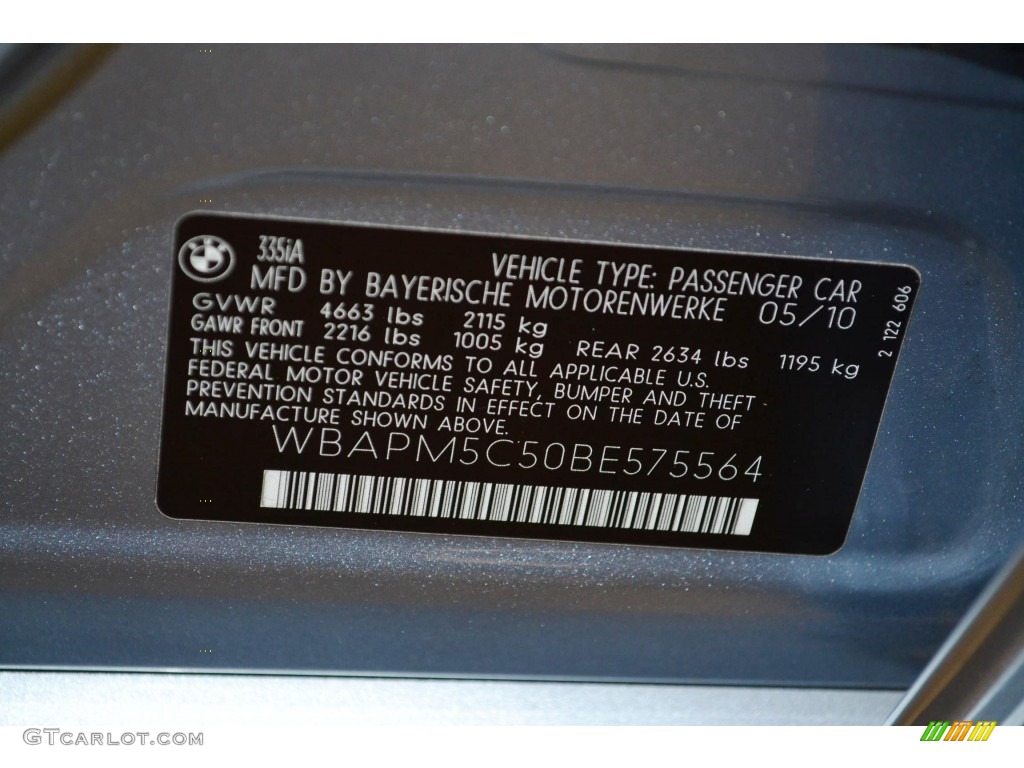 335iA
VEHICLE TYPE: PASSENGER CAR
MFD BY BAYERISCHE MOTORENWERKE 05/10
GVWR 4663 lbs 2115 kg
GAWR FRONT 2216 lbs 1005 kg REAR 2634 lbs 1195 kg
THIS VEHICLE CONFORMS TO ALL APPLICABLE U.S.
FEDERAL MOTOR VEHICLE SAFETY, BUMPER AND THEFT
PREVENTION STANDARDS IN EFFECT ON THE DATE OF
MANUFACTURE SHOWN ABOVE.
WBAPM5C50BE575564
2 122 606
GTCARLOT.COM